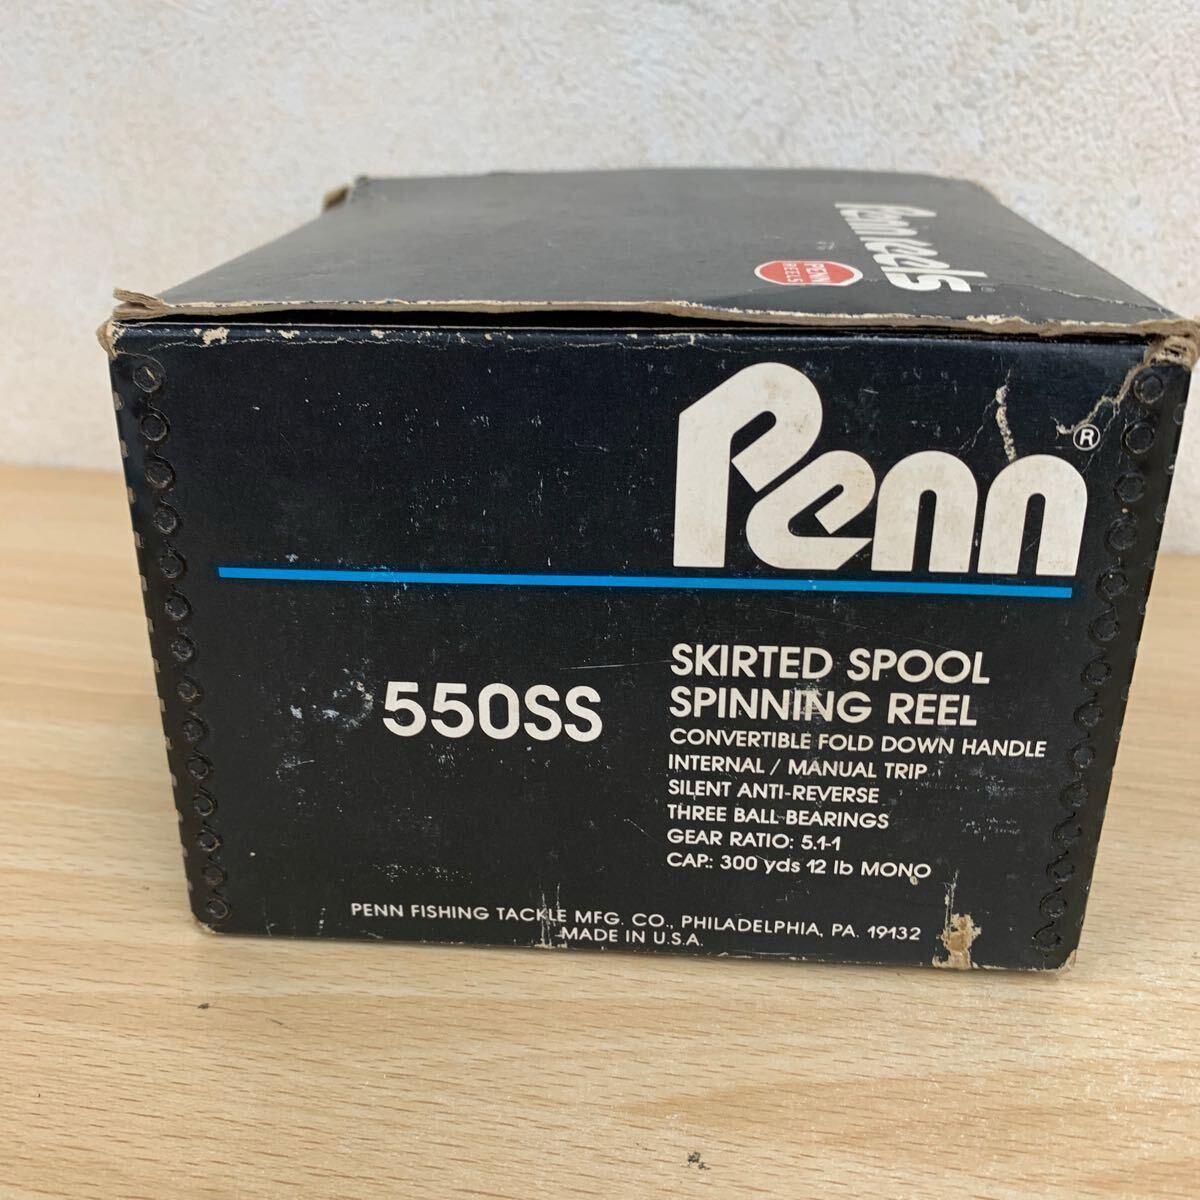 Penn reels®
PENN
REELS
Penn®
550SS
SKIRTED SPOOL
SPINNING REEL
CONVERTIBLE FOLD DOWN HANDLE
INTERNAL / MANUAL TRIP
SILENT ANTI-REVERSE
THREE BALL BEARINGS
GEAR RATIO: 5.1-1
CAP.: 300 yds 12 lb MONO
PENN FISHING TACKLE MFG. CO., PHILADELPHIA, PA. 19132
MADE IN U.S.A.